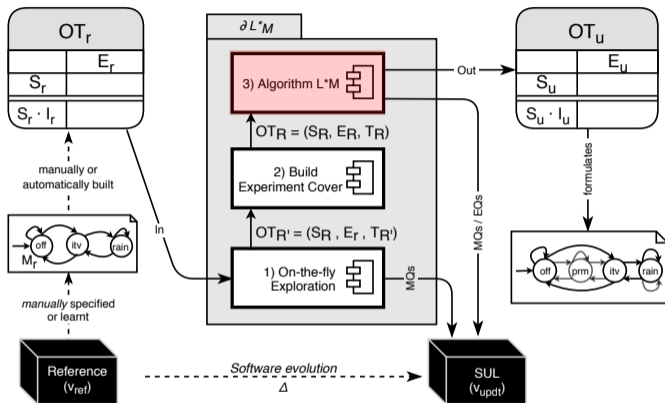 OTr
Er
Sr
Sr · Ir
manually or
automatically built
Mr
off
itv
rain
manually specified
or learnt
Reference
(vref)
In
∂L*M
3) Algorithm L*M
OTR = (SR, ER, TR)
2) Build
Experiment Cover
OTR' = (SR , Er , TR')
1) On-the-fly
Exploration
MQs
MQs / EQs
Out
Software evolution
Δ
SUL
(vupdt)
OTu
Eu
Su
Su · Iu
formulates
off
prm
itv
rain